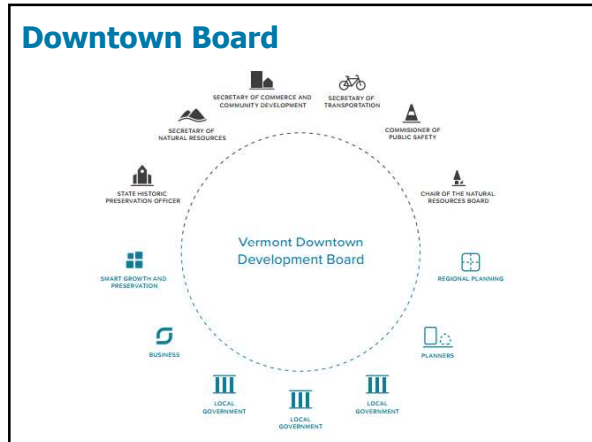 Downtown Board
SECRETARY OF COMMERCE AND
COMMUNITY DEVELOPMENT
SECRETARY OF
TRANSPORTATION
SECRETARY OF
NATURAL RESOURCES
COMMISIONER OF
PUBLIC SAFETY
STATE HISTORIC
PRESERVATION OFFICER
CHAIR OF THE NATURAL
RESOURCES BOARD
Vermont Downtown
Development Board
SMART GROWTH AND
PRESERVATION
REGIONAL PLANNING
BUSINESS
PLANNERS
LOCAL
GOVERNMENT
LOCAL
GOVERNMENT
LOCAL
GOVERNMENT